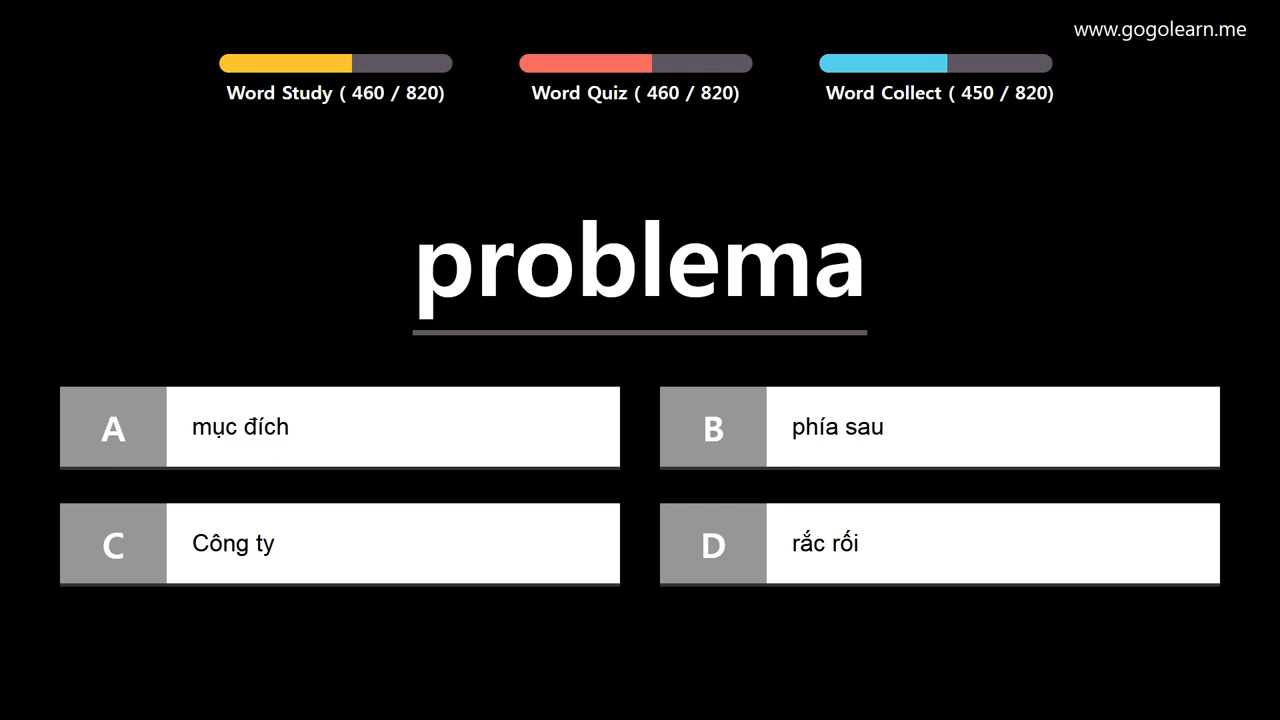 www.gogolearn.me
Word Study ( 460 / 820)
Word Quiz ( 460 / 820)
Word Collect ( 450 / 820)
problema
A mục đích
B phía sau
C Công ty
D rắc rối